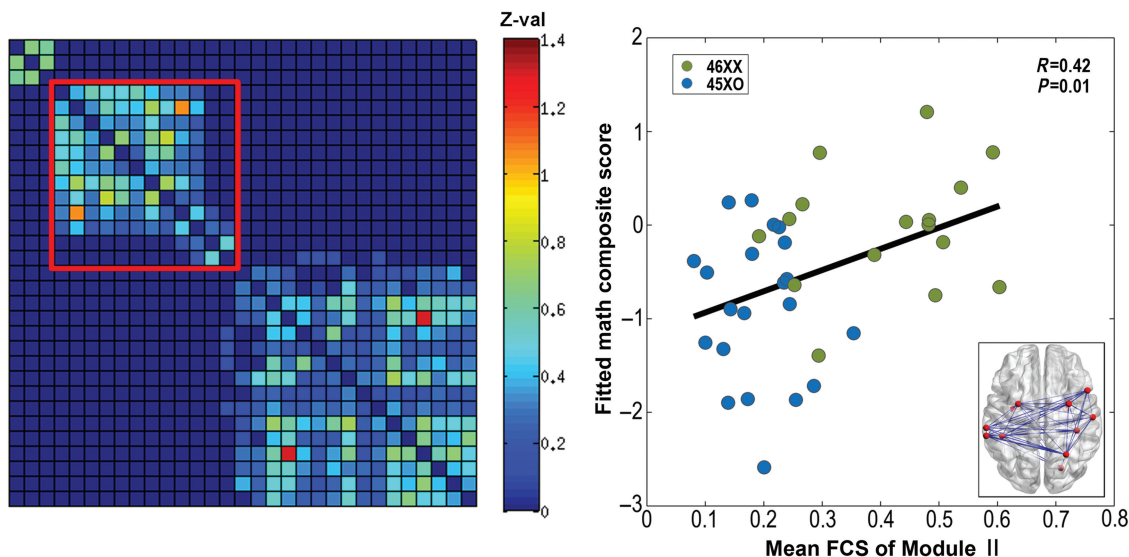 Z-val
1.4
1.2
1
0.8
0.6
0.4
0.2
0
2
1
0
–1
–2
–3
Fitted math composite score
46XX
45XO
R=0.42
P=0.01
0 0.1 0.2 0.3 0.4 0.5 0.6 0.7 0.8
Mean FCS of Module II